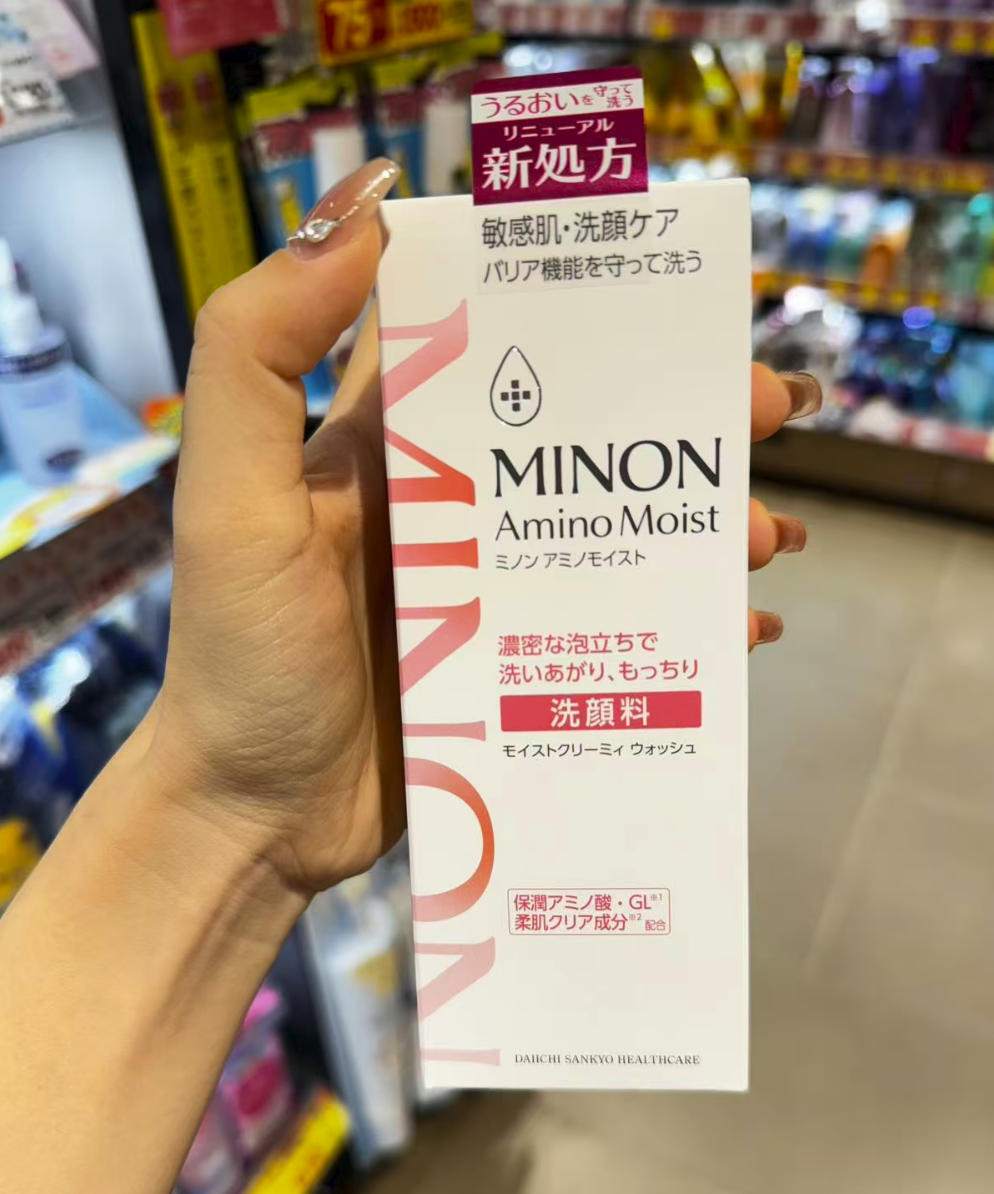 うるおいを守って洗う
リニューアル
新処方
敏感肌・洗顔ケア
バリア機能を守って洗う
MINON
MINON
Amino Moist
ミノン アミノモイスト
濃密な泡立ちで
洗いあがり、もっちり
洗顔料
モイストクリーミィ ウォッシュ
保潤アミノ酸・GL※1
柔肌クリア成分※2 配合
DAIICHI SANKYO HEALTHCARE
75